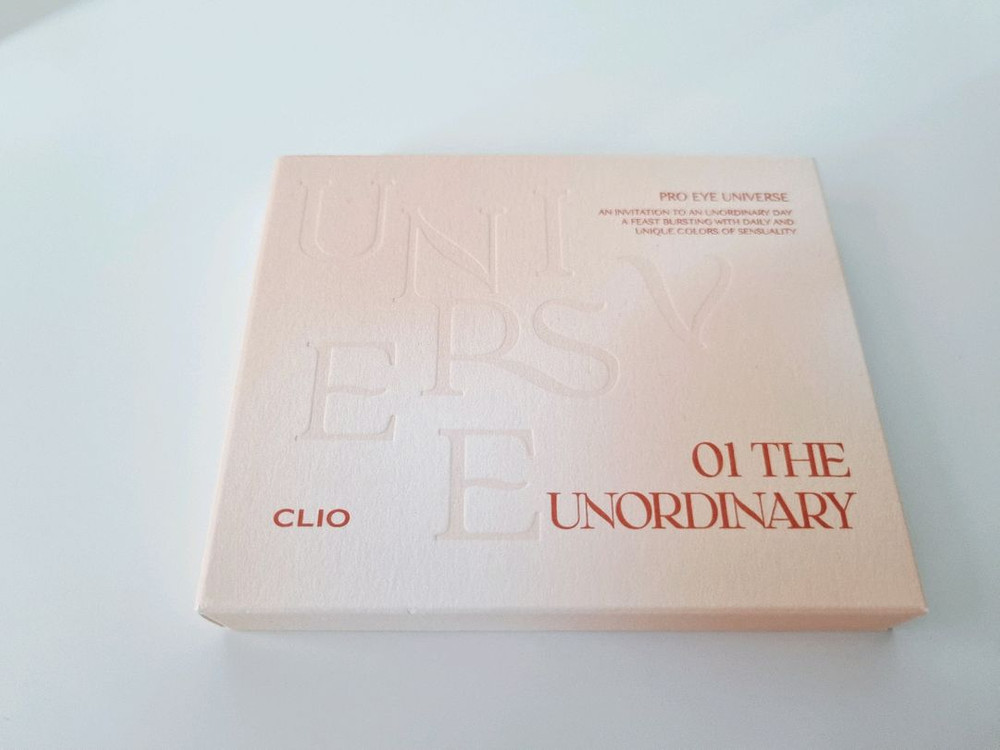 PRO EYE UNIVERSE
AN INVITATION TO AN UNORDINARY DAY
A FEAST BURSTING WITH DAILY AND
UNIQUE COLORS OF SENSUALITY
UNI
V
E
RS
E
01 THE
UNORDINARY
CLIO